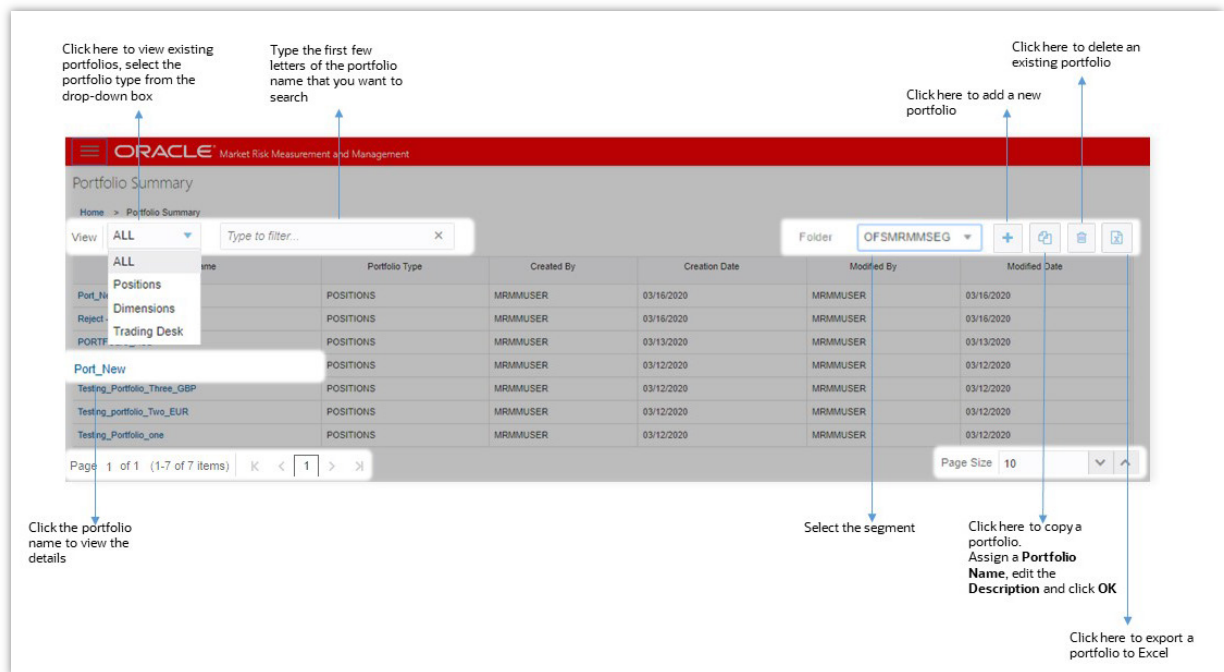 Click here to view existing
portfolios, select the
portfolio type from the
drop-down box
Type the first few
letters of the portfolio
name that you want to
search
Click here to delete an
existing portfolio
Click here to add a new
portfolio
ORACLE Market Risk Measurement and Management
Portfolio Summary
Home > Portfolio Summary
View ALL Type to filter... × Folder OFSMRMMSEG
ALL
Positions
Dimensions
Trading Desk
Portfolio Type Created By Creation Date Modified By Modified Date
POSITIONS MRMMUSER 03/16/2020 MRMMUSER 03/16/2020
Reject POSITIONS MRMMUSER 03/16/2020 MRMMUSER 03/16/2020
POSITIONS MRMMUSER 03/13/2020 MRMMUSER 03/13/2020
Port_New POSITIONS MRMMUSER 03/12/2020 MRMMUSER 03/12/2020
Testing_Portfolio_Three_GBP POSITIONS MRMMUSER 03/12/2020 MRMMUSER 03/12/2020
Testing_portfolio_Two_EUR POSITIONS MRMMUSER 03/12/2020 MRMMUSER 03/12/2020
Testing_Portfolio_one POSITIONS MRMMUSER 03/12/2020 MRMMUSER 03/12/2020
Page 1 of 1 (1-7 of 7 items) K < 1 > >| Page Size 10
Click the portfolio
name to view the
details
Select the segment
Click here to copy a
portfolio.
Assign a Portfolio
Name, edit the
Description and click OK
Click here to export a
portfolio to Excel